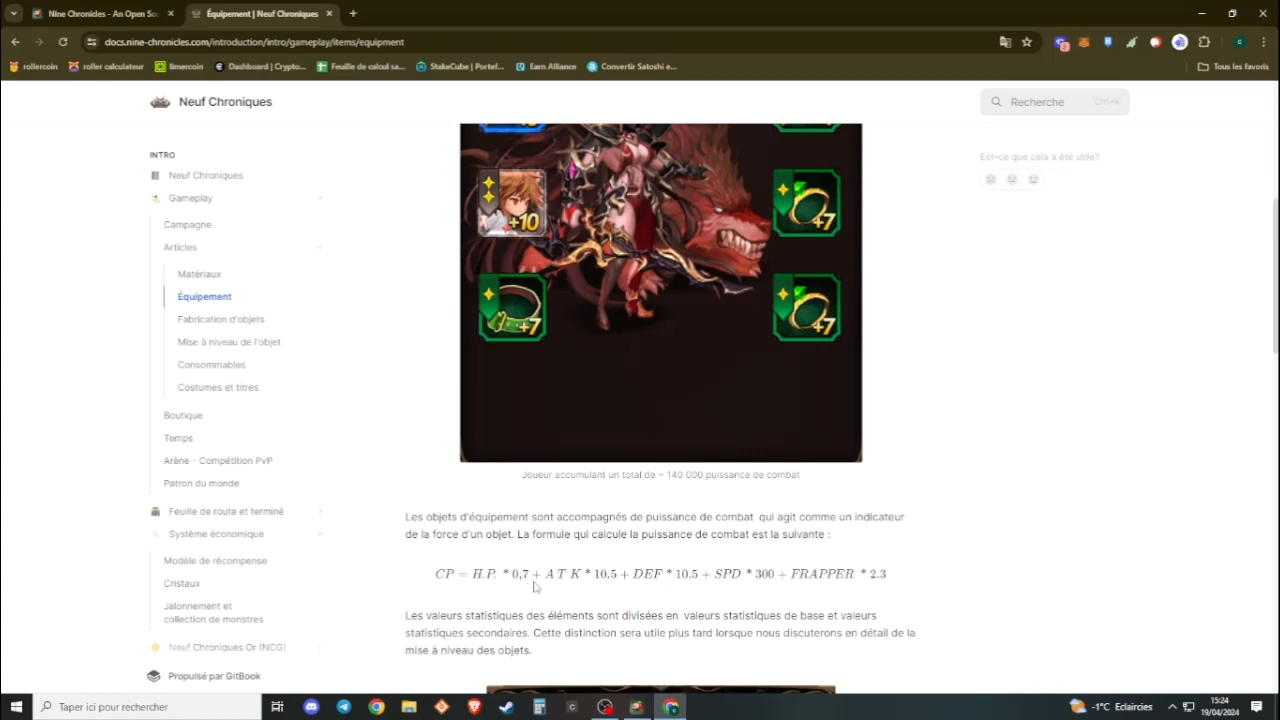 Nine Chronicles - An Open So
Équipement | Neuf Chroniques
docs.nine-chronicles.com/introduction/intro/gameplay/items/equipment
rollercoin
roller calculateur
limercoin
Dashboard | Crypto...
Feuille de calcul sa...
StakeCube | Portef...
Earn Alliance
Convertir Satoshi e...
Tous les favoris
Neuf Chroniques
Recherche
Ctrl+K
INTRO
Neuf Chroniques
Gameplay
Campagne
Articles
Matériaux
Équipement
Fabrication d'objets
Mise à niveau de l'objet
Consommables
Costumes et titres
Boutique
Temps
Arène - Compétition PvP
Patron du monde
Feuille de route et terminé
Système économique
Modèle de récompense
Cristaux
Jalonnement et
collection de monstres
Neuf Chroniques Or (NCG)
Propulsé par GitBook
+10
+7
+7
+7
Joueur accumulant un total de ~ 140 000 puissance de combat
Les objets d'équipement sont accompagnés de puissance de combat qui agit comme un indicateur
de la force d'un objet. La formule qui calcule la puissance de combat est la suivante :
CP = H.P. * 0,7 + A T K * 10.5 + DEF * 10.5 + SPD * 300 + FRAPPER * 2.3
Les valeurs statistiques des éléments sont divisées en valeurs statistiques de base et valeurs
statistiques secondaires. Cette distinction sera utile plus tard lorsque nous discuterons en détail de la
mise à niveau des objets.
Est-ce que cela a été utile?
Taper ici pour rechercher
-1°C Eclaircies
15:24
19/04/2024